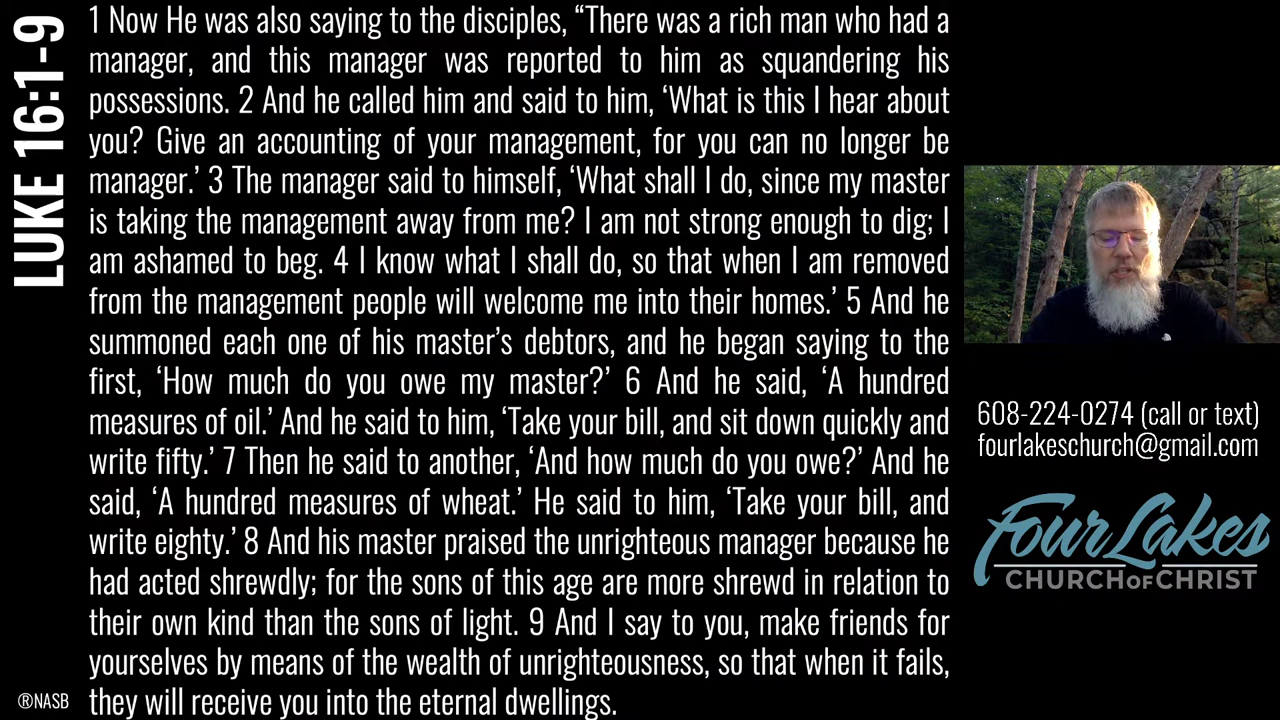 LUKE 16:1-9
1 Now He was also saying to the disciples, “There was a rich man who had a
manager, and this manager was reported to him as squandering his
possessions. 2 And he called him and said to him, ‘What is this I hear about
you? Give an accounting of your management, for you can no longer be
manager.’ 3 The manager said to himself, ‘What shall I do, since my master
is taking the management away from me? I am not strong enough to dig; I
am ashamed to beg. 4 I know what I shall do, so that when I am removed
from the management people will welcome me into their homes.’ 5 And he
summoned each one of his master’s debtors, and he began saying to the
first, ‘How much do you owe my master?’ 6 And he said, ‘A hundred
measures of oil.’ And he said to him, ‘Take your bill, and sit down quickly and
write fifty.’ 7 Then he said to another, ‘And how much do you owe?’ And he
said, ‘A hundred measures of wheat.’ He said to him, ‘Take your bill, and
write eighty.’ 8 And his master praised the unrighteous manager because he
had acted shrewdly; for the sons of this age are more shrewd in relation to
their own kind than the sons of light. 9 And I say to you, make friends for
yourselves by means of the wealth of unrighteousness, so that when it fails,
they will receive you into the eternal dwellings.
®NASB
608-224-0274 (call or text)
fourlakeschurch@gmail.com
Four Lakes
CHURCH OF CHRIST